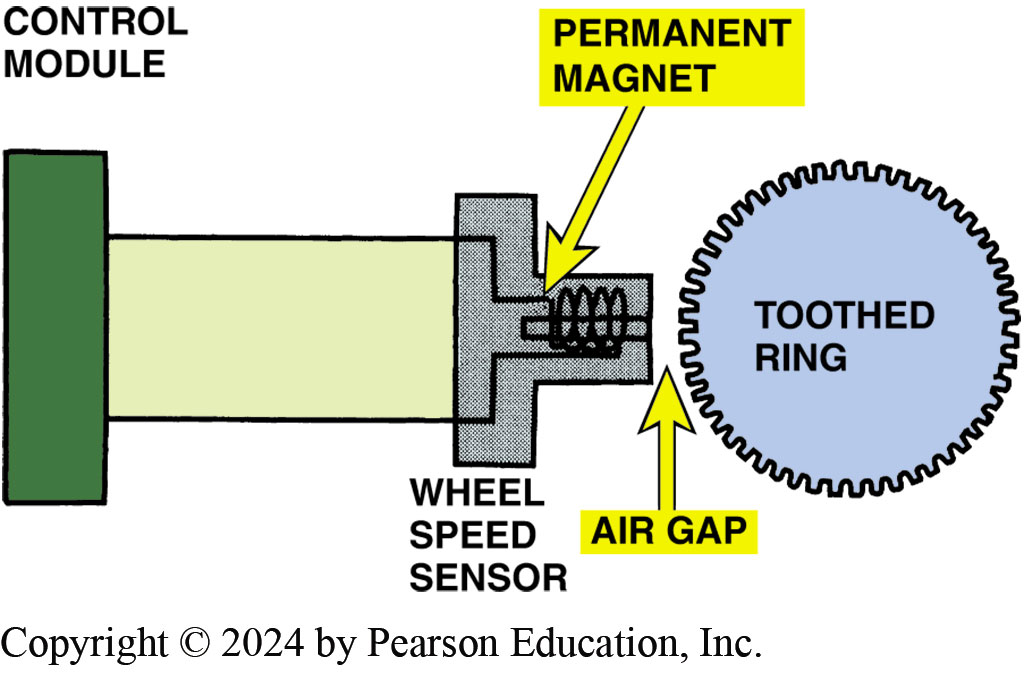 CONTROL
MODULE
PERMANENT
MAGNET
TOOTHED
RING
WHEEL
SPEED
SENSOR
AIR GAP
Copyright © 2024 by Pearson Education, Inc.